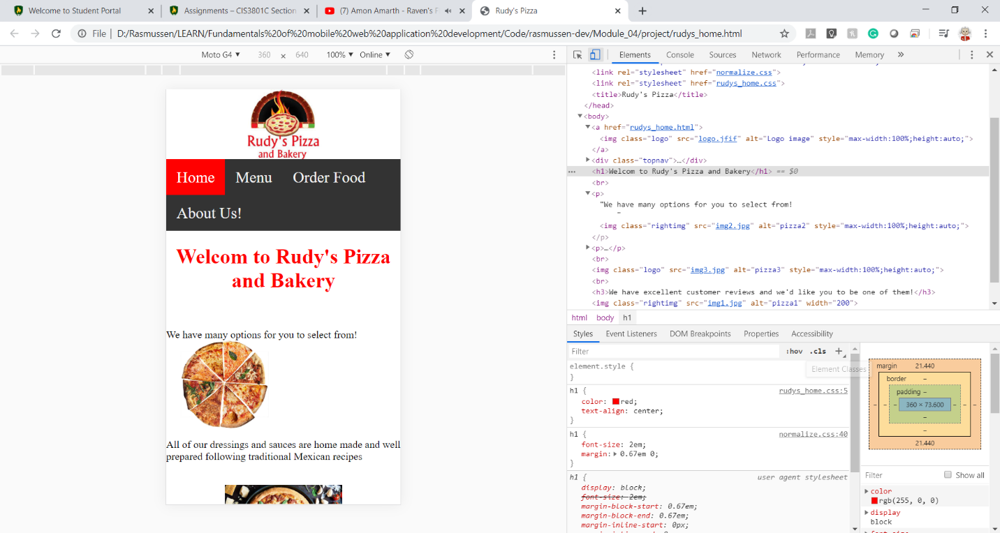 Welcome to Student Portal
Assignments – CIS3801C Section
(7) Amon Amarth - Raven's F
Rudy's Pizza
File | D:/Rasmussen/LEARN/Fundamentals%20of%20mobile%20web%20application%20development/Code/rasmussen-dev/Module_04/project/rudys_home.html
Moto G4 ▼ 360 × 640 100% ▼ Online ▼
Rudy's Pizza
and Bakery
Home Menu Order Food
About Us!
Welcom to Rudy's Pizza
and Bakery
We have many options for you to select from!
All of our dressings and sauces are home made and well
prepared following traditional Mexican recipes
Elements Console Sources Network Performance Memory »
<link rel="stylesheet" href="normalize.css">
<link rel="stylesheet" href="rudys_home.css">
<title>Rudy's Pizza</title>
</head>
▼<body>
▼<a href="rudys_home.html">
<img class="logo" src="logo.jfif" alt="Logo image" style="max-width:100%;height:auto;">
</a>
▶<div class="topnav">…</div>
… <h1>Welcom to Rudy's Pizza and Bakery</h1> == $0
<br>
▼<p>
"We have many options for you to select from!
"
<img class="rightimg" src="img2.jpg" alt="pizza2" style="max-width:100%;height:auto;">
</p>
▶<p>…</p>
<br>
<img class="logo" src="img3.jpg" alt="pizza3" style="max-width:100%;height:auto;">
<br>
<h3>We have excellent customer reviews and we'd like you to be one of them!</h3>
<img class="rightimg" src="img1.jpg" alt="pizza1" width="200">
html body h1
Styles Event Listeners DOM Breakpoints Properties Accessibility
Filter :hov .cls +
Element Classes
element.style {
}
h1 { rudys_home.css:5
color: red;
text-align: center;
}
h1 { normalize.css:40
font-size: 2em;
margin: ▶ 0.67em 0;
}
h1 { user agent stylesheet
display: block;
font-size: 2em;
margin-block-start: 0.67em;
margin-block-end: 0.67em;
margin-inline-start: 0px;
margin 21.440
border –
padding –
– – – 360 × 73.600 – – –
–
–
21.440
Filter Show all
▶ color
rgb(255, 0, 0)
▶ display
block